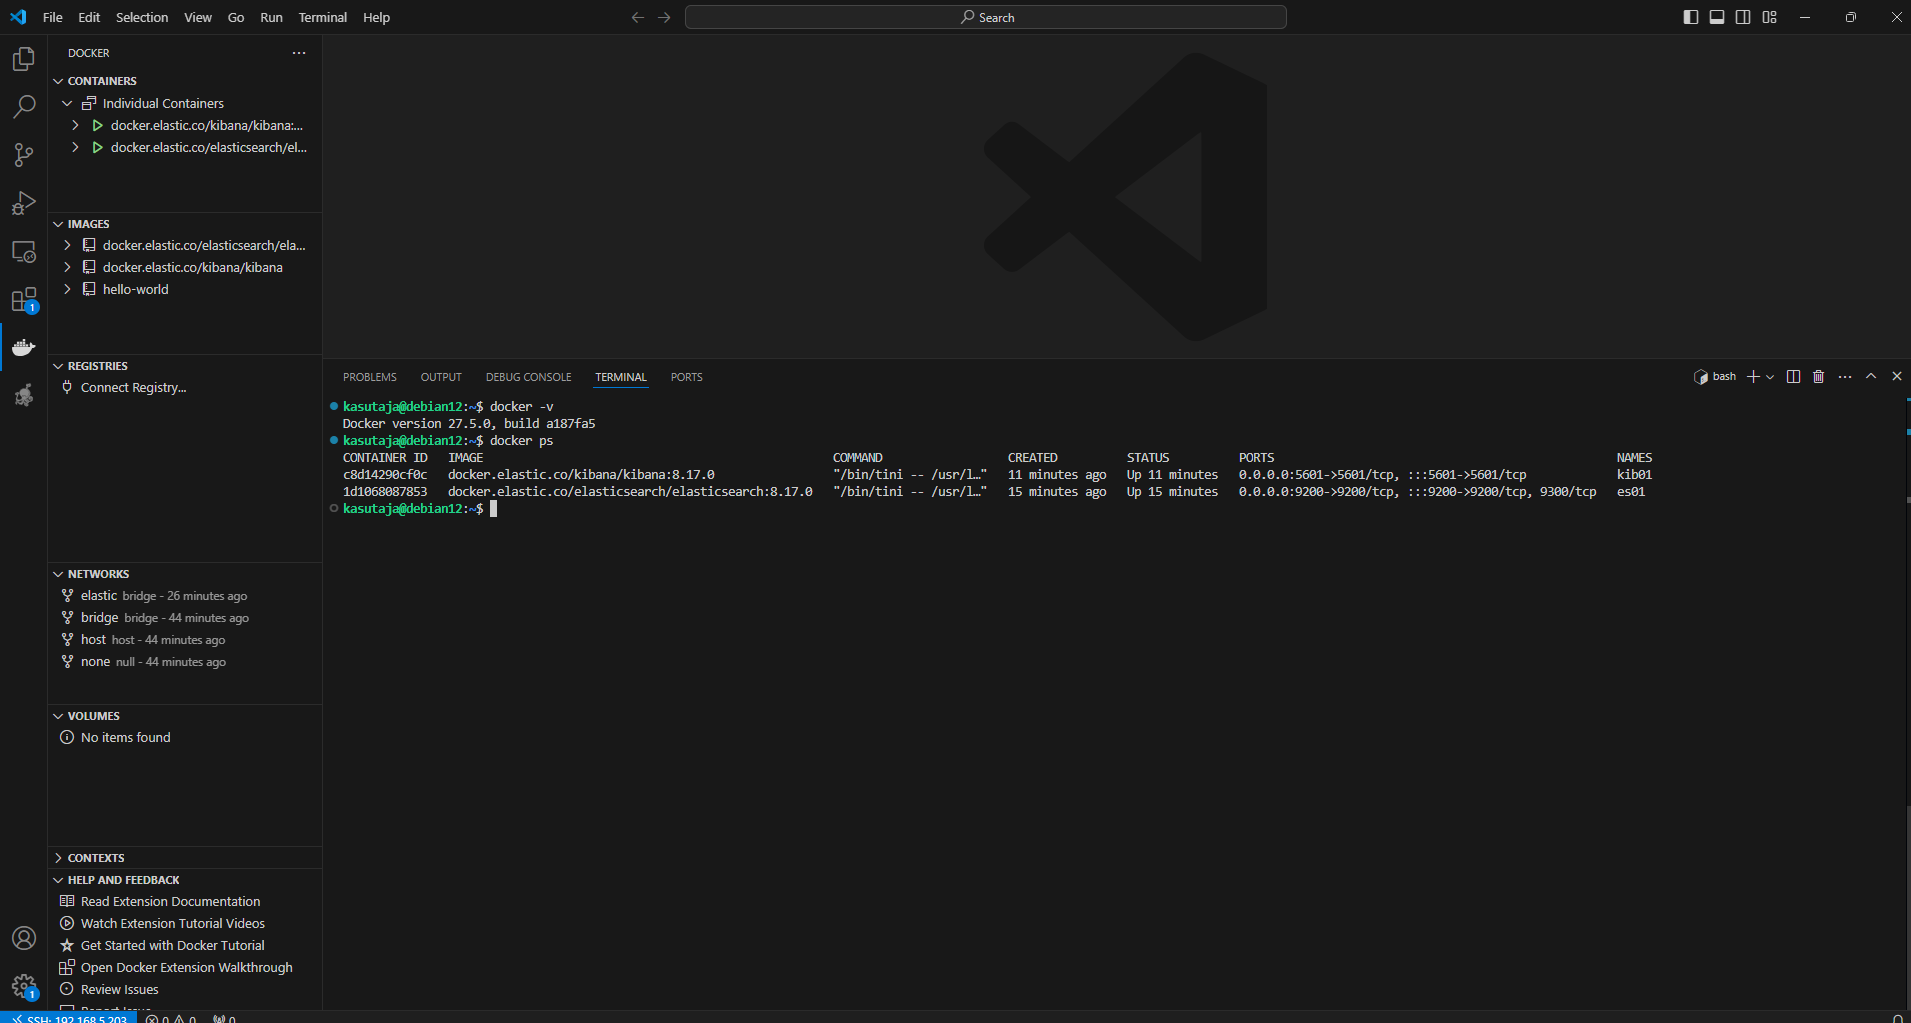 File Edit Selection View Go Run Terminal Help
Search
DOCKER
CONTAINERS
Individual Containers
docker.elastic.co/kibana/kibana:...
docker.elastic.co/elasticsearch/el...
IMAGES
docker.elastic.co/elasticsearch/ela...
docker.elastic.co/kibana/kibana
hello-world
1
REGISTRIES
Connect Registry...
NETWORKS
elastic bridge - 26 minutes ago
bridge bridge - 44 minutes ago
host host - 44 minutes ago
none null - 44 minutes ago
VOLUMES
No items found
CONTEXTS
HELP AND FEEDBACK
Read Extension Documentation
Watch Extension Tutorial Videos
Get Started with Docker Tutorial
Open Docker Extension Walkthrough
Review Issues
1
PROBLEMS OUTPUT DEBUG CONSOLE TERMINAL PORTS
bash
kasutaja@debian12:~$ docker -v
Docker version 27.5.0, build a187fa5
kasutaja@debian12:~$ docker ps
CONTAINER ID IMAGE COMMAND CREATED STATUS PORTS NAMES
c8d14290cf0c docker.elastic.co/kibana/kibana:8.17.0 "/bin/tini -- /usr/l…" 11 minutes ago Up 11 minutes 0.0.0.0:5601->5601/tcp, :::5601->5601/tcp kib01
1d1068087853 docker.elastic.co/elasticsearch/elasticsearch:8.17.0 "/bin/tini -- /usr/l…" 15 minutes ago Up 15 minutes 0.0.0.0:9200->9200/tcp, :::9200->9200/tcp, 9300/tcp es01
kasutaja@debian12:~$
SSH: 192.168.5.203 0 0 0